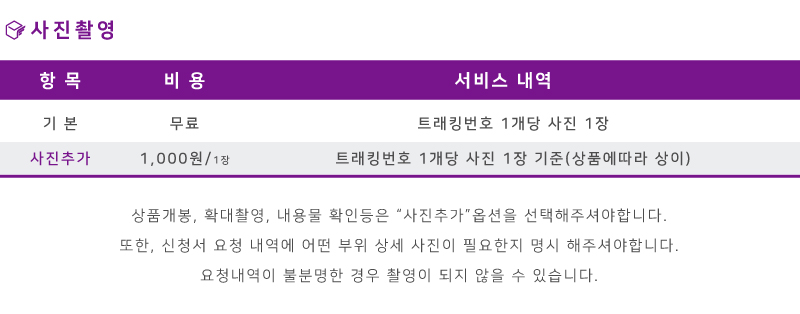 사진촬영
항 목 비 용 서비스 내역
기 본 무료 트래킹번호 1개당 사진 1장
사진추가 1,000원/1장 트래킹번호 1개당 사진 1장 기준(상품에따라 상이)
상품개봉, 확대촬영, 내용물 확인등은 “사진추가”옵션을 선택해주셔야합니다.
또한, 신청서 요청 내역에 어떤 부위 상세 사진이 필요한지 명시 해주셔야합니다.
요청내역이 불분명한 경우 촬영이 되지 않을 수 있습니다.